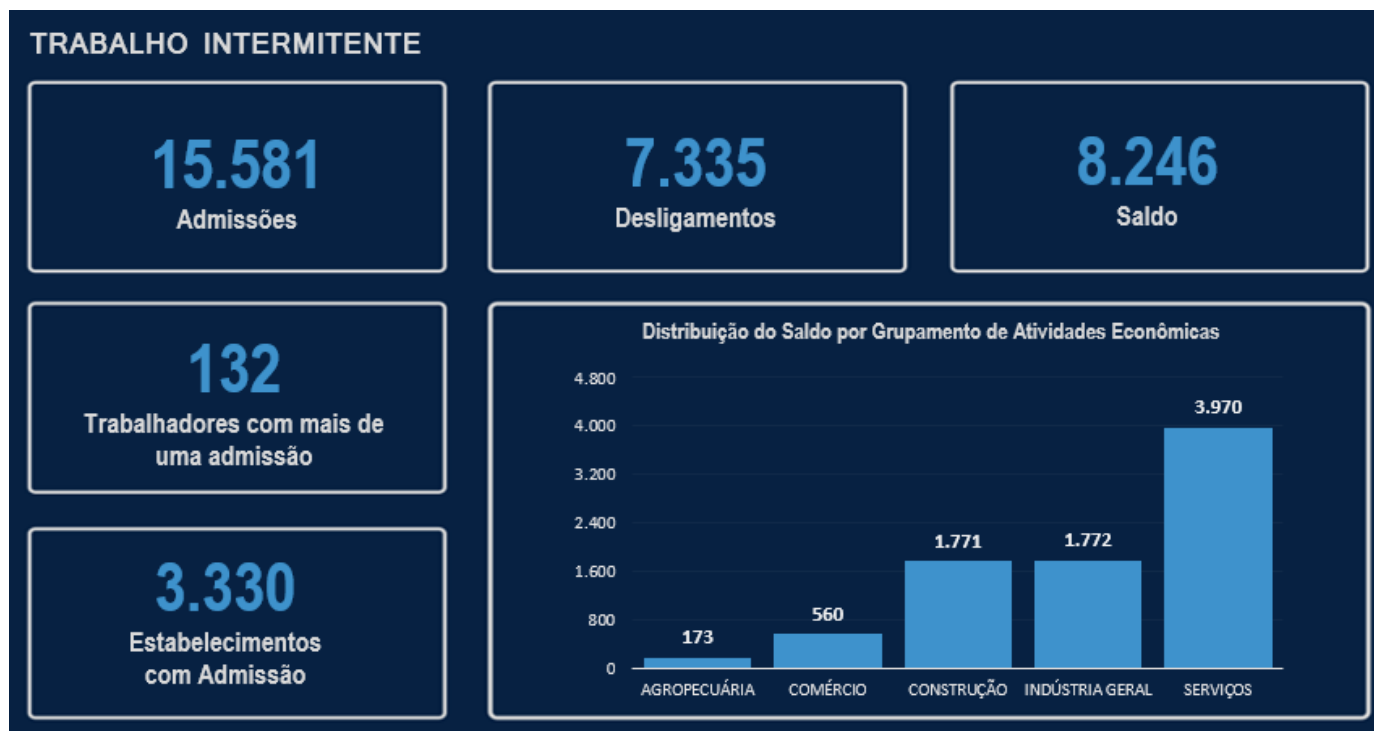 TRABALHO INTERMITENTE
15.581
Admissões
7.335
Desligamentos
8.246
Saldo
132
Trabalhadores com mais de
uma admissão
3.330
Estabelecimentos
com Admissão
Distribuição do Saldo por Grupamento de Atividades Econômicas
4.800
4.000
3.200
2.400
1.600
800
0
173
560
1.771
1.772
3.970
AGROPECUÁRIA
COMÉRCIO
CONSTRUÇÃO
INDÚSTRIA GERAL
SERVIÇOS